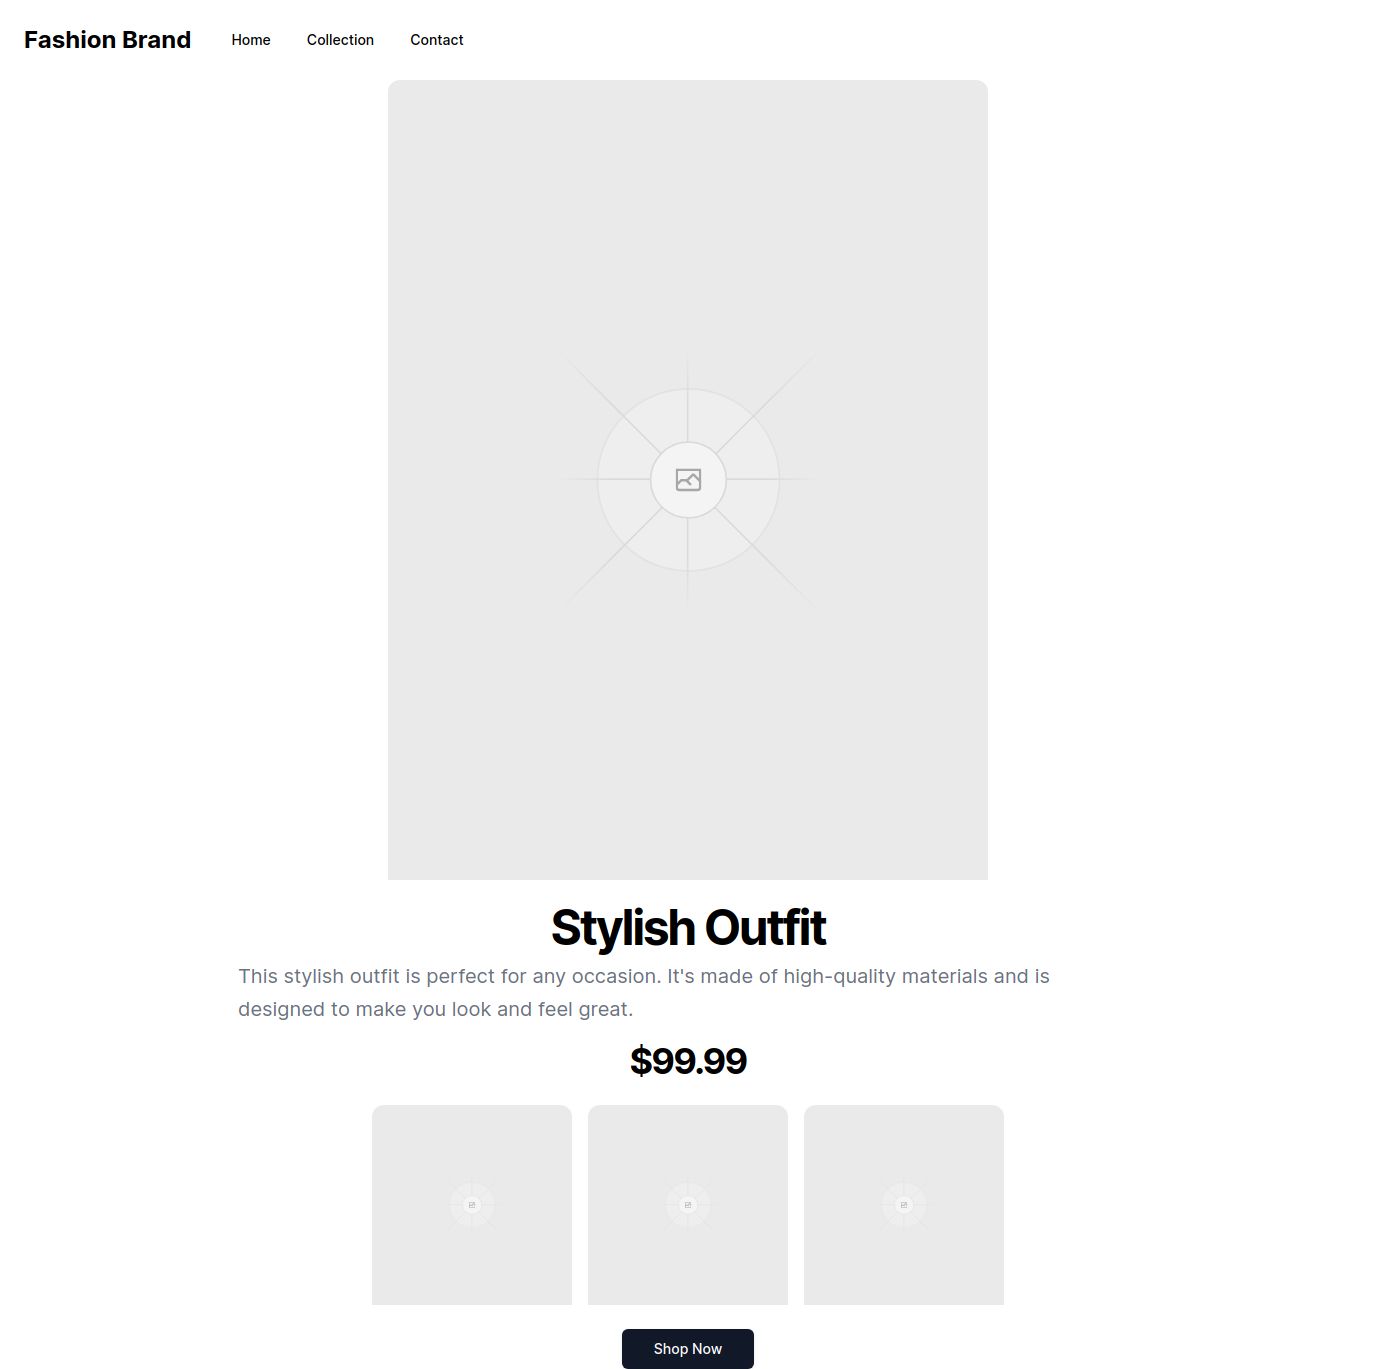 Fashion Brand Home Collection Contact
Stylish Outfit
This stylish outfit is perfect for any occasion. It's made of high-quality materials and is
designed to make you look and feel great.
$99.99
Shop Now